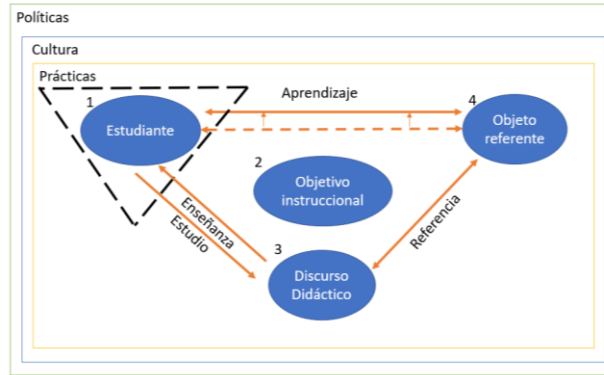 Políticas
Cultura
Prácticas
1
Estudiante
Aprendizaje
4
Objeto
referente
2
Objetivo
instruccional
Enseñanza
Estudio
3
Discurso
Didáctico
Referencia